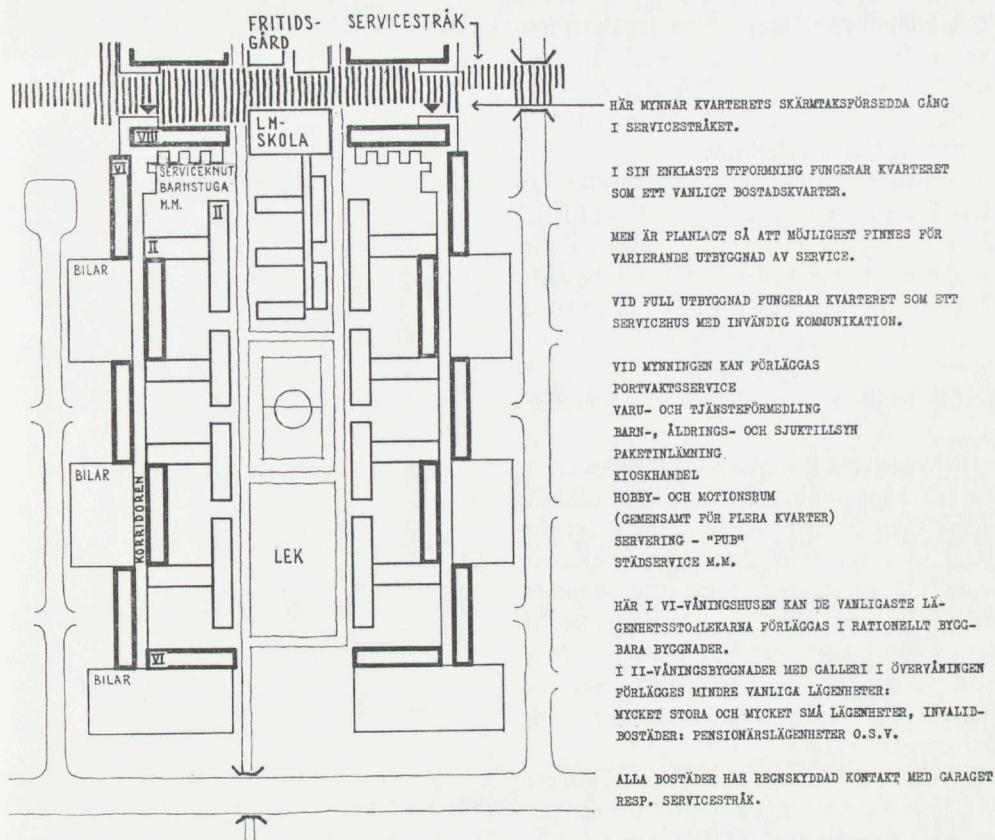 FRITIDS-
GÅRD
SERVICESTRÅK
LM-
SKOLA
VIII
VI
SERVICEKNUT
BARNSTUGA
M.M.
II
II
BILAR
BILAR
KORRIDOREN
LEK
VI
BILAR
HÄR MYNNAR KVARTERETS SKÄRMTAKSFÖRSEDDA GÅNG
I SERVICESTRÅKET.
I SIN ENKLASTE UTFORMNING FUNGERAR KVARTERET
SOM ETT VANLIGT BOSTADSKVARTER.
MEN ÄR PLANLAGT SÅ ATT MÖJLIGHET FINNES FÖR
VARIERANDE UTBYGGNAD AV SERVICE.
VID FULL UTBYGGNAD FUNGERAR KVARTERET SOM ETT
SERVICEHUS MED INVÄNDIG KOMMUNIKATION.
VID MYNNINGEN KAN FÖRLÄGGAS
PORTVAKTSSERVICE
VARU- OCH TJÄNSTEFÖRMEDLING
BARN-, ÅLDRINGS- OCH SJUKTILLSYN
PAKETINLÄMNING
KIOSKHANDEL
HOBBY- OCH MOTIONSRUM
(GEMENSAMT FÖR FLERA KVARTER)
SERVERING - "PUB"
STÄDSERVICE M.M.
HÄR I VI-VÅNINGSHUSEN KAN DE VANLIGASTE LÄ-
GENHETSSTORLEKARNA FÖRLÄGGAS I RATIONELLT BYGG-
BARA BYGGNADER.
I II-VÅNINGSBYGGNADER MED GALLERI I ÖVERVÅNINGEN
FÖRLÄGGES MINDRE VANLIGA LÄGENHETER:
MYCKET STORA OCH MYCKET SMÅ LÄGENHETER, INVALID-
BOSTÄDER: PENSIONÄRSLÄGENHETER O.S.V.
ALLA BOSTÄDER HAR REGNSKYDDAD KONTAKT MED GARAGET
RESP. SERVICESTRÅK.